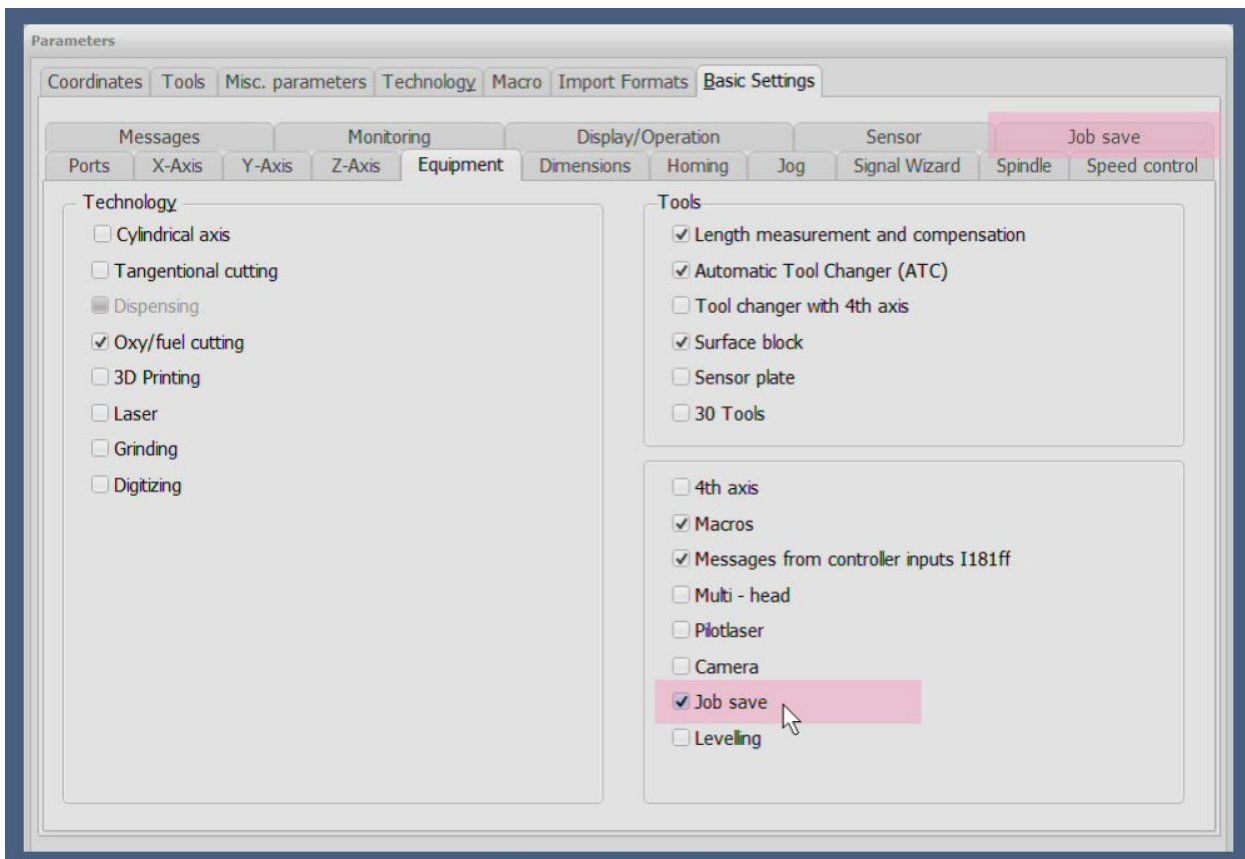 Parameters
Coordinates Tools Misc. parameters Technology Macro Import Formats Basic Settings
Messages Monitoring Display/Operation Sensor Job save
Ports X-Axis Y-Axis Z-Axis Equipment Dimensions Homing Jog Signal Wizard Spindle Speed control
Technology
Cylindrical axis
Tangentional cutting
Dispensing
Oxy/fuel cutting
3D Printing
Laser
Grinding
Digitizing
Tools
Length measurement and compensation
Automatic Tool Changer (ATC)
Tool changer with 4th axis
Surface block
Sensor plate
30 Tools
4th axis
Macros
Messages from controller inputs I181ff
Multi - head
Pilotlaser
Camera
Job save
Leveling